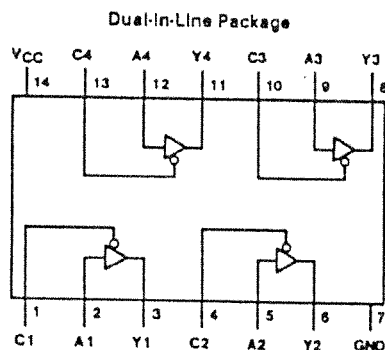 Dual-In-Line Package
VCC C4 A4 Y4 C3 A3 Y3
14 13 12 11 10 9 8
1 2 3 4 5 6 7
C1 A1 Y1 C2 A2 Y2 GND